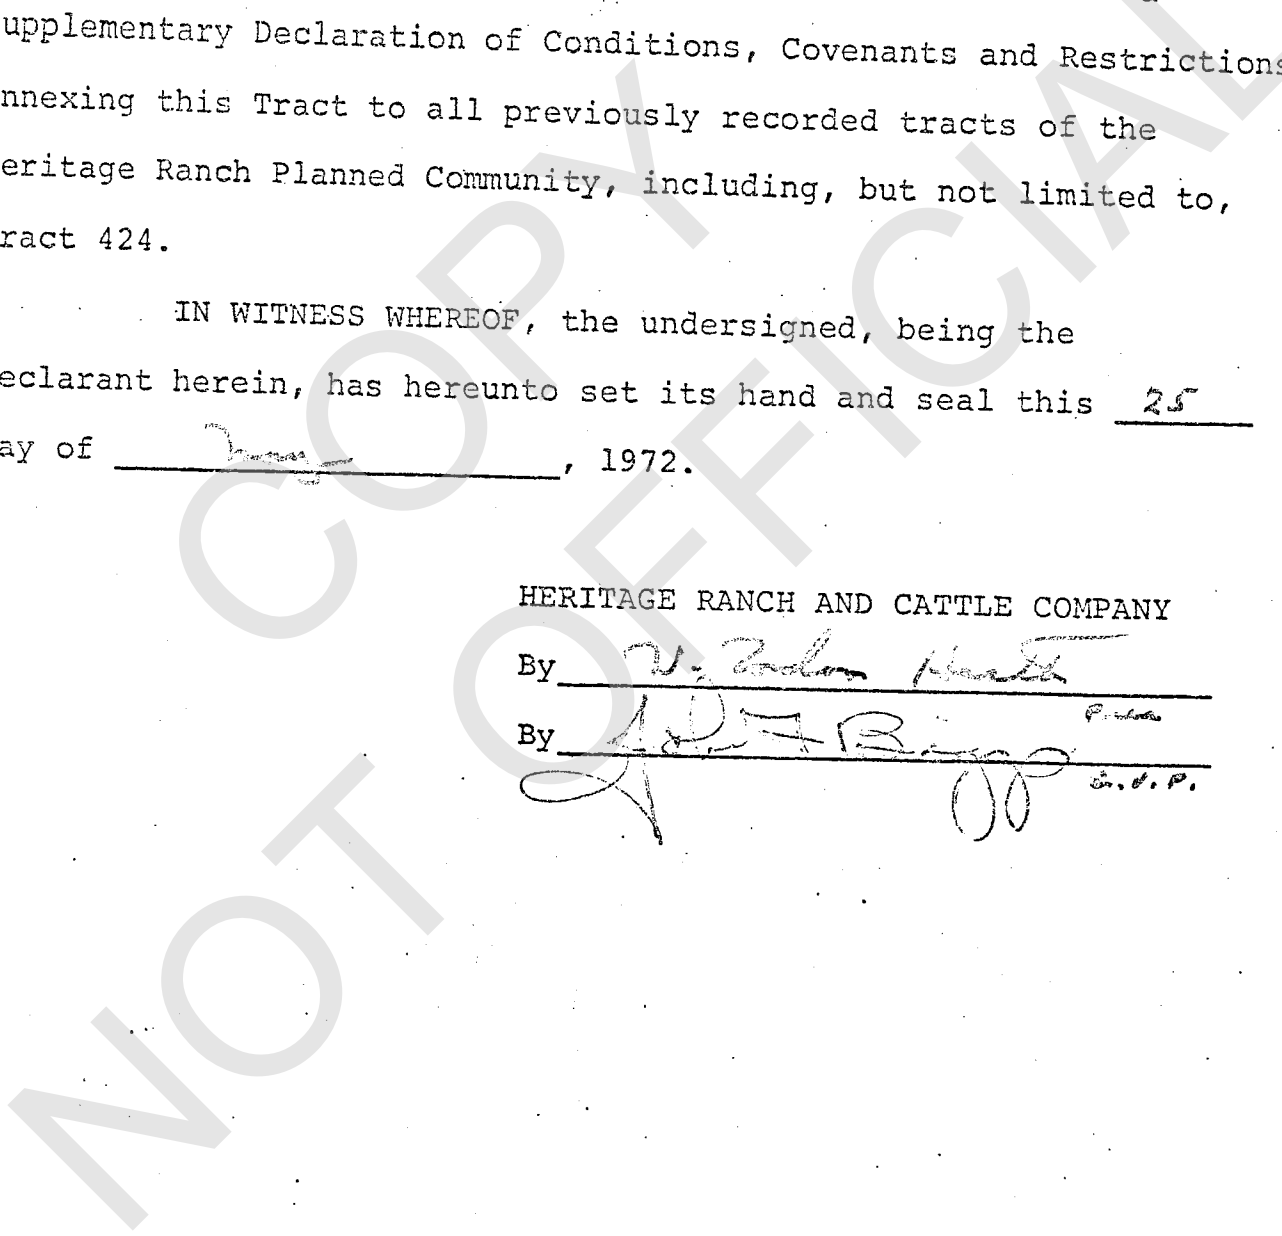 upplementary Declaration of Conditions, Covenants and Restrictions
nnexing this Tract to all previously recorded tracts of the
eritage Ranch Planned Community, including, but not limited to,
ract 424.
IN WITNESS WHEREOF, the undersigned, being the
eclarant herein, has hereunto set its hand and seal this 25
ay of May, 1972.
HERITAGE RANCH AND CATTLE COMPANY
By
By John F Biggs
V.P.
COPY
NOT OFFICIAL